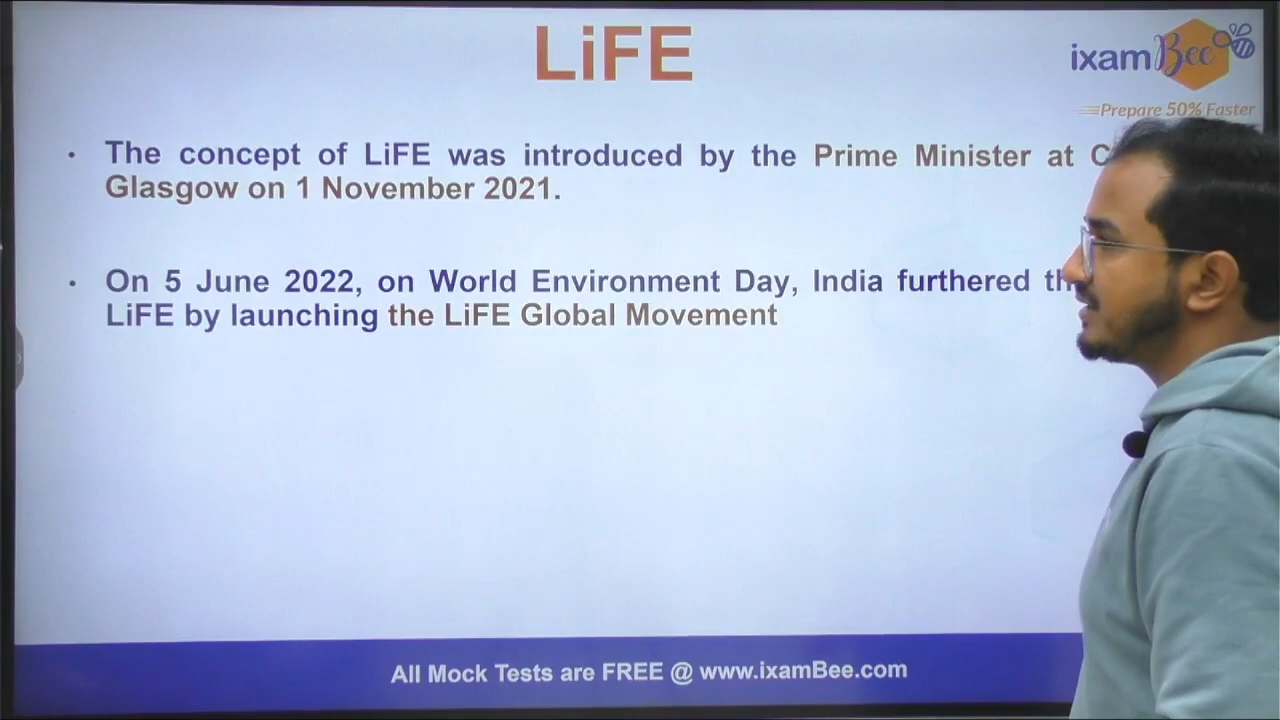 LiFE
ixamBee
Prepare 50% Faster
• The concept of LiFE was introduced by the Prime Minister at
Glasgow on 1 November 2021.
• On 5 June 2022, on World Environment Day, India furthered
LiFE by launching the LiFE Global Movement
All Mock Tests are FREE @ www.ixamBee.com